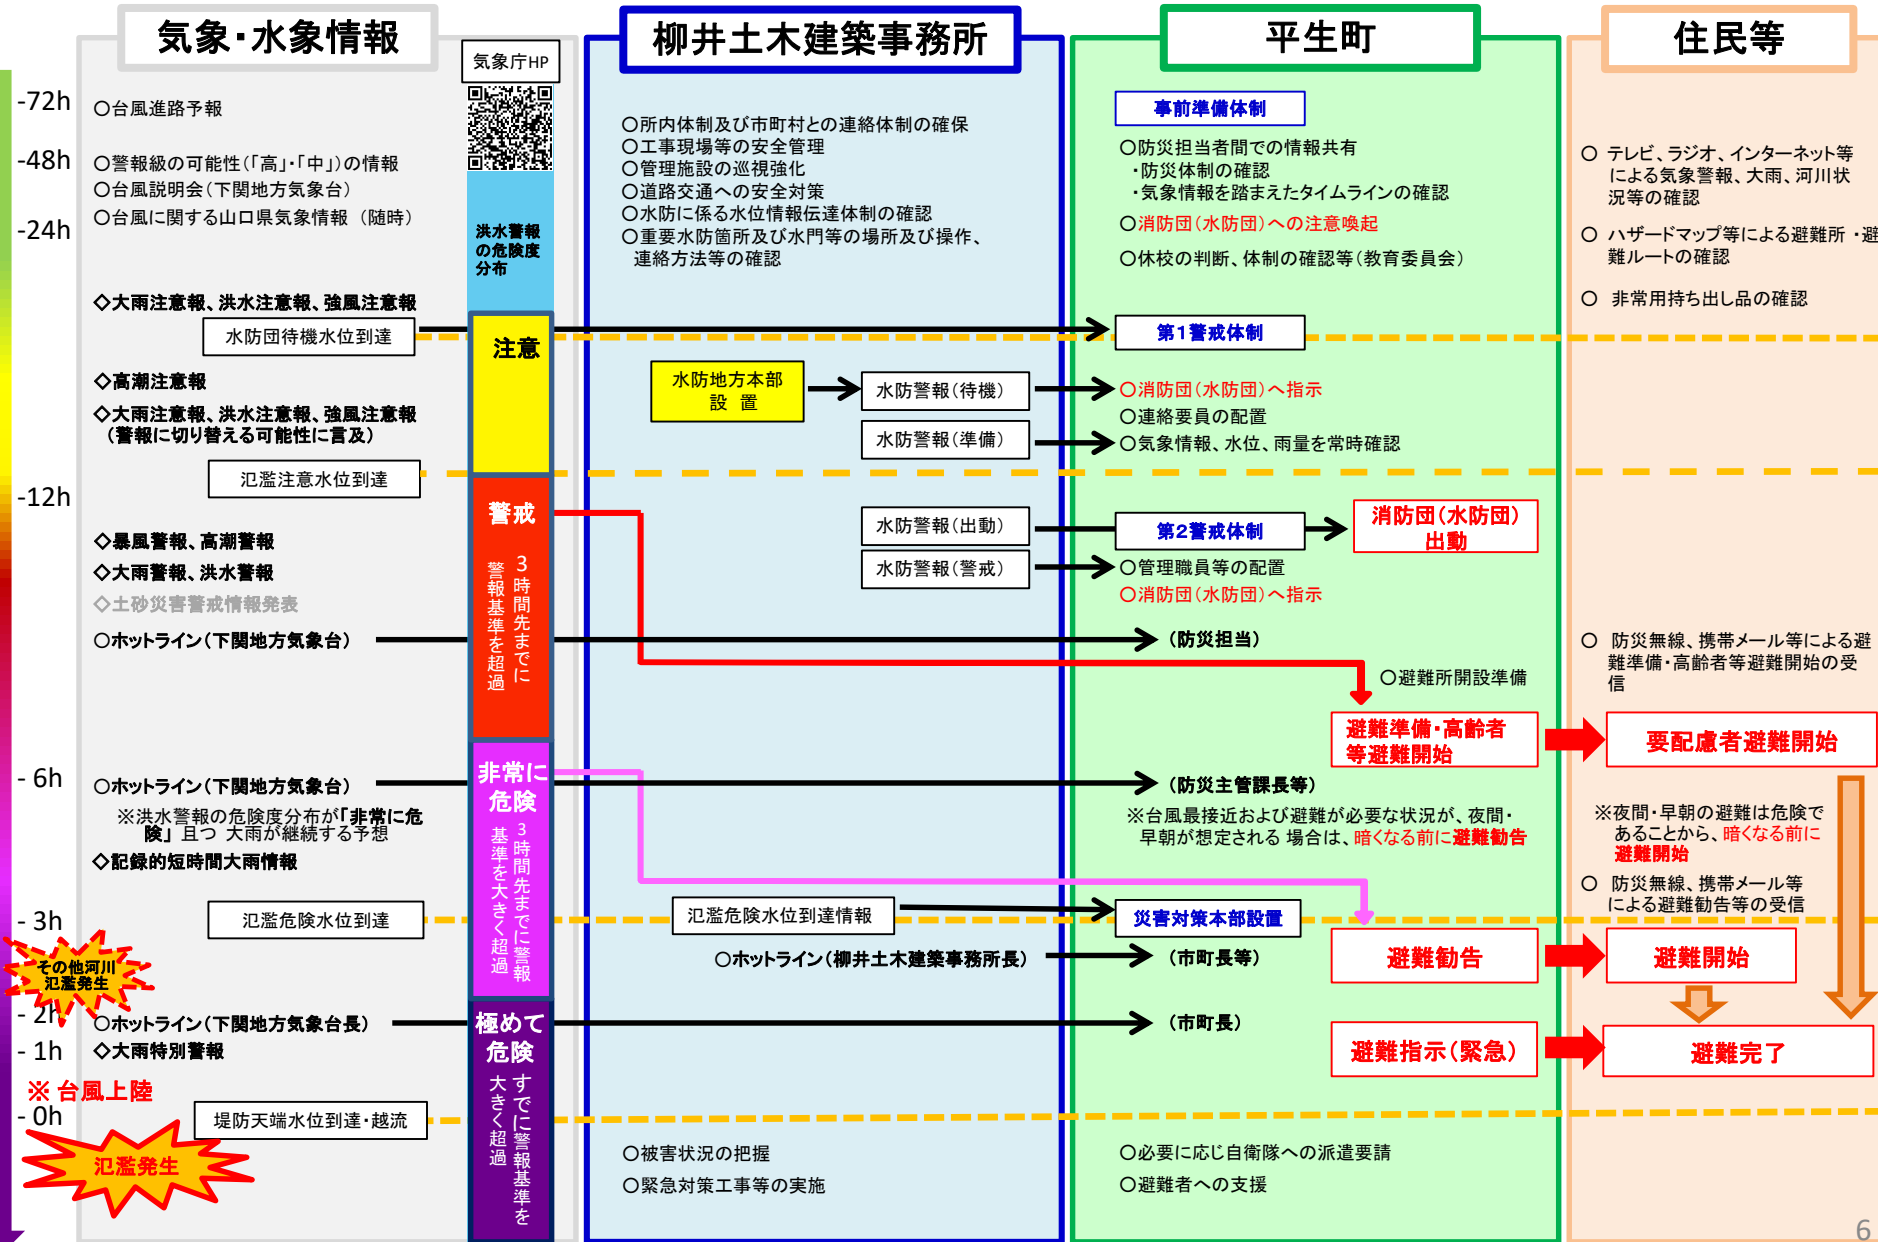 気象・水象情報
気象庁HP
柳井土木建築事務所
平生町
住民等
-72h
-48h
-24h
-12h
- 6h
- 3h
- 2h
- 1h
- 0h
その他河川
氾濫発生
※ 台風上陸
氾濫発生
○台風進路予報
○警報級の可能性(「高」・「中」)の情報
○台風説明会(下関地方気象台)
○台風に関する山口県気象情報 (随時)
◇大雨注意報、洪水注意報、強風注意報
水防団待機水位到達
◇高潮注意報
◇大雨注意報、洪水注意報、強風注意報
(警報に切り替える可能性に言及)
氾濫注意水位到達
◇暴風警報、高潮警報
◇大雨警報、洪水警報
◇土砂災害警戒情報発表
○ホットライン(下関地方気象台)
○ホットライン(下関地方気象台)
※洪水警報の危険度分布が「非常に危
険」 且つ 大雨が継続する予想
◇記録的短時間大雨情報
氾濫危険水位到達
○ホットライン(下関地方気象台長)
◇大雨特別警報
堤防天端水位到達・越流
洪水警報
の危険度
分布
注意
警戒
3時間先までに
警報基準を超過
非常に
危険
3時間先までに警報
基準を大きく超過
極めて
危険
すでに警報基準を
大きく超過
○所内体制及び市町村との連絡体制の確保
○工事現場等の安全管理
○管理施設の巡視強化
○道路交通への安全対策
○水防に係る水位情報伝達体制の確認
○重要水防箇所及び水門等の場所及び操作、
連絡方法等の確認
水防地方本部
設 置
水防警報(待機)
水防警報(準備)
水防警報(出動)
水防警報(警戒)
氾濫危険水位到達情報
○ホットライン(柳井土木建築事務所長)
○被害状況の把握
○緊急対策工事等の実施
事前準備体制
○防災担当者間での情報共有
・防災体制の確認
・気象情報を踏まえたタイムラインの確認
○消防団(水防団)への注意喚起
○休校の判断、体制の確認等(教育委員会)
第1警戒体制
○消防団(水防団)へ指示
○連絡要員の配置
○気象情報、水位、雨量を常時確認
第2警戒体制
消防団(水防団)
出動
○管理職員等の配置
○消防団(水防団)へ指示
(防災担当)
○避難所開設準備
避難準備・高齢者
等避難開始
(防災主管課長等)
※台風最接近および避難が必要な状況が、夜間・
早朝が想定される 場合は、暗くなる前に避難勧告
災害対策本部設置
(市町長等)
避難勧告
(市町長)
避難指示(緊急)
○必要に応じ自衛隊への派遣要請
○避難者への支援
○ テレビ、ラジオ、インターネット等
による気象警報、大雨、河川状
況等の確認
○ ハザードマップ等による避難所 ・避
難ルートの確認
○ 非常用持ち出し品の確認
○ 防災無線、携帯メール等による避
難準備・高齢者等避難開始の受
信
要配慮者避難開始
※夜間・早朝の避難は危険で
あることから、暗くなる前に
避難開始
○ 防災無線、携帯メール等
による避難勧告等の受信
避難開始
避難完了
6